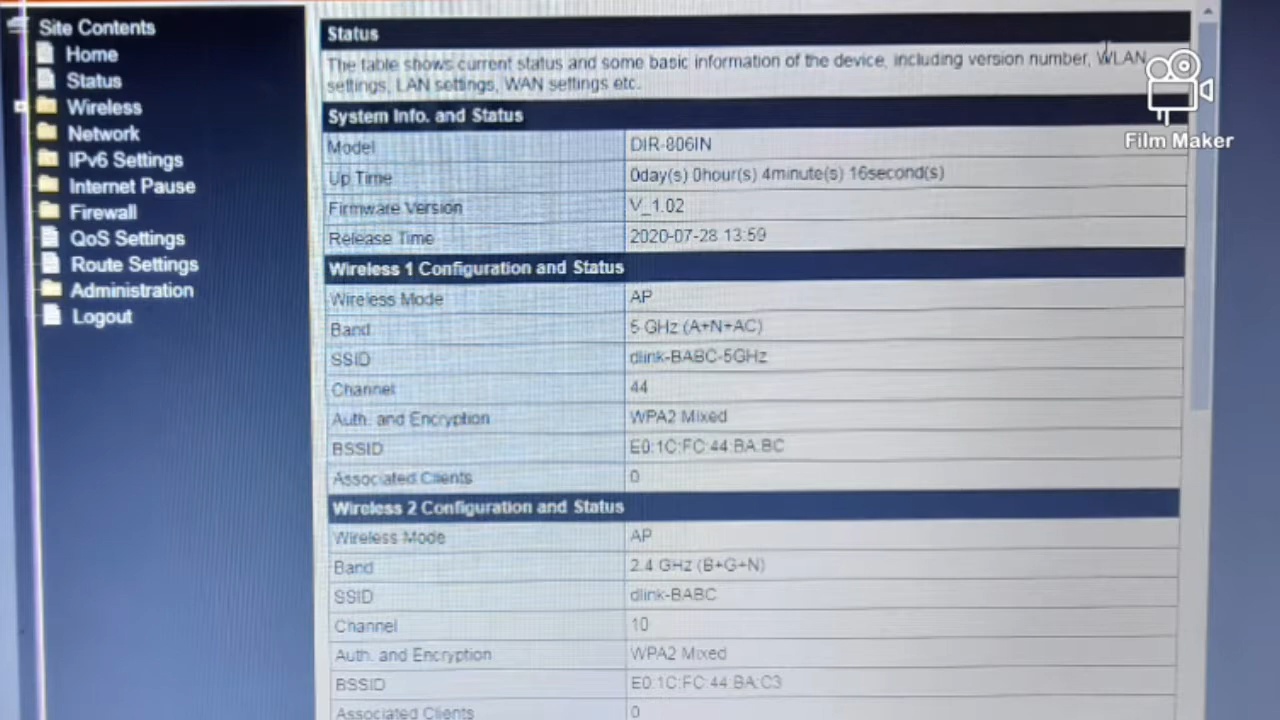 Site Contents
Home
Status
Wireless
Network
IPv6 Settings
Internet Pause
Firewall
QoS Settings
Route Settings
Administration
Logout
Status
The table shows current status and some basic information of the device, including version number, WLAN
settings, LAN settings, WAN settings etc.
System Info. and Status
Model DIR-806IN
Up Time 0day(s) 0hour(s) 4minute(s) 16second(s)
Firmware Version V_1.02
Release Time 2020-07-28 13:59
Wireless 1 Configuration and Status
Wireless Mode AP
Band 5 GHz (A+N+AC)
SSID dlink-BABC-5GHz
Channel 44
Auth. and Encryption WPA2 Mixed
BSSID E0:1C:FC:44:BA:BC
Associated Clients 0
Wireless 2 Configuration and Status
Wireless Mode AP
Band 2.4 GHz (B+G+N)
SSID dlink-BABC
Channel 10
Auth. and Encryption WPA2 Mixed
BSSID E0:1C:FC:44:BA:C3
Associated Clients 0
Film Maker